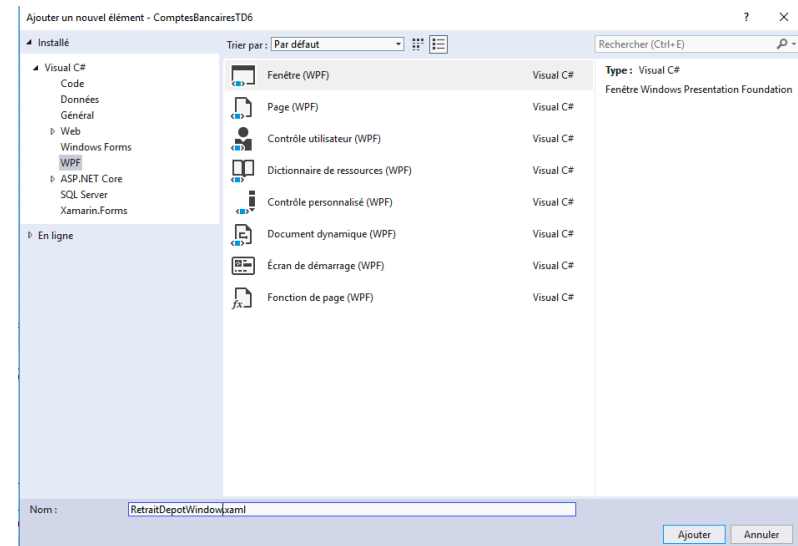 Ajouter un nouvel élément - ComptesBancairesTD6 ? ×
Installé
Trier par : Par défaut
Rechercher (Ctrl+E)
Visual C#
Code
Données
Général
Web
Windows Forms
WPF
ASP.NET Core
SQL Server
Xamarin.Forms
En ligne
Fenêtre (WPF) Visual C#
Page (WPF) Visual C#
Contrôle utilisateur (WPF) Visual C#
Dictionnaire de ressources (WPF) Visual C#
Contrôle personnalisé (WPF) Visual C#
Document dynamique (WPF) Visual C#
Écran de démarrage (WPF) Visual C#
Fonction de page (WPF) Visual C#
Type : Visual C#
Fenêtre Windows Presentation Foundation
Nom : RetraitDepotWindow.xaml
Ajouter Annuler